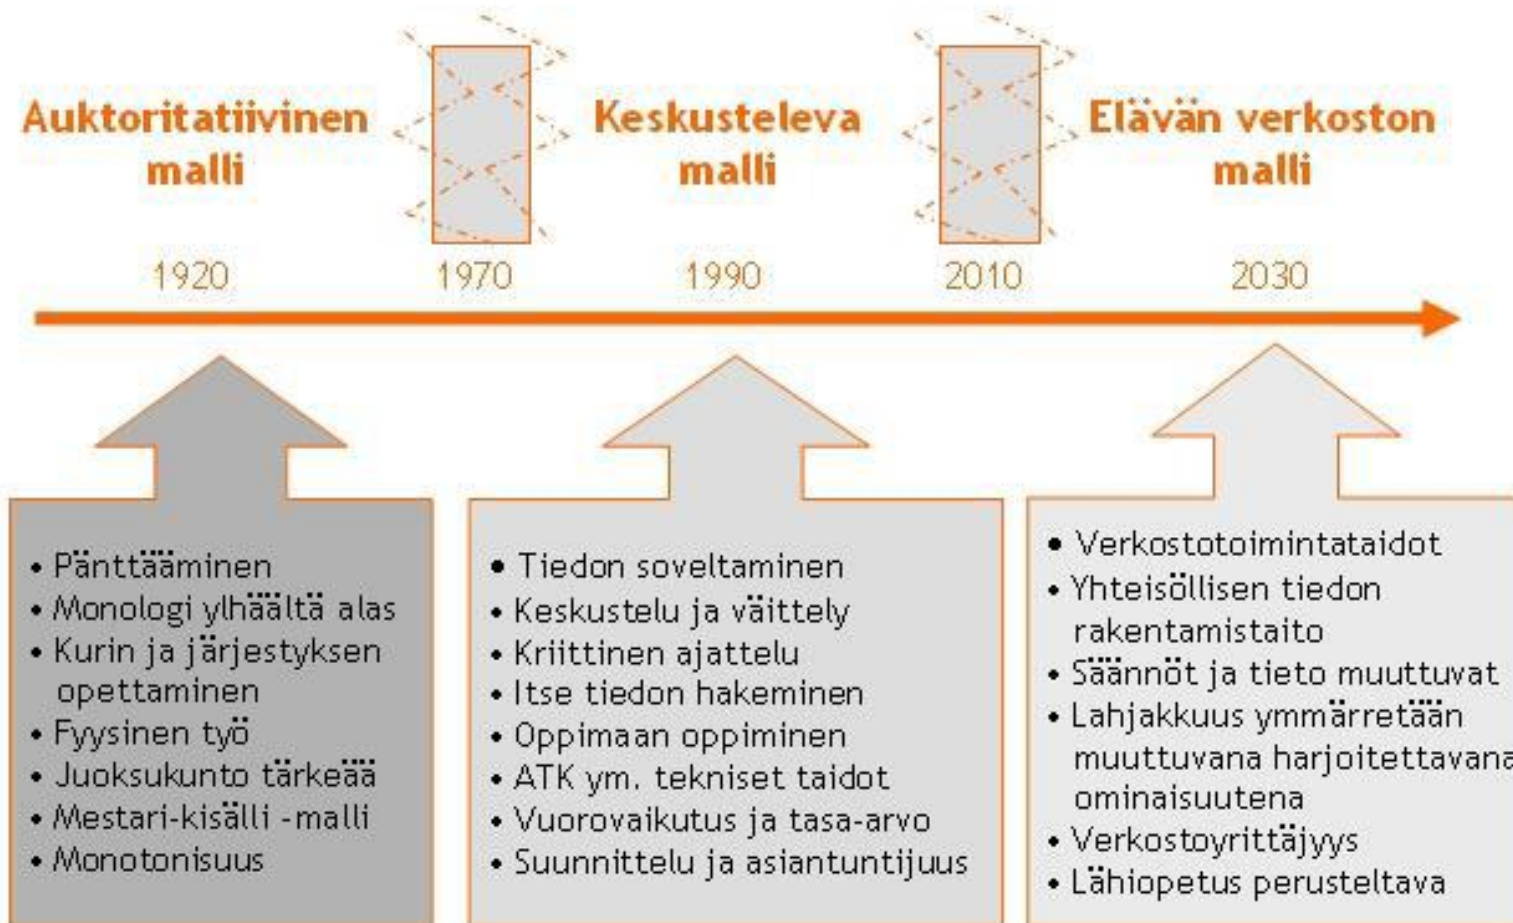 Auktoritatiivinen
malli
Keskusteleva
malli
Elävän verkoston
malli
1920
1970
1990
2010
2030
• Pänttääminen
• Monologi ylhäältä alas
• Kurin ja järjestyksen
opettaminen
• Fyysinen työ
• Juoksukunto tärkeää
• Mestari-kisälli -malli
• Monotonisuus
• Tiedon soveltaminen
• Keskustelu ja väittely
• Kriittinen ajattelu
• Itse tiedon hakeminen
• Oppimaan oppiminen
• ATK ym. tekniset taidot
• Vuorovaikutus ja tasa-arvo
• Suunnittelu ja asiantuntijuus
• Verkostotoimintataidot
• Yhteisöllisen tiedon
rakentamistaito
• Säännöt ja tieto muuttuvat
• Lahjakkuus ymmärretään
muuttuvana harjoitettavana
ominaisuutena
• Verkostoyrittäjyys
• Lähiopetus perusteltava